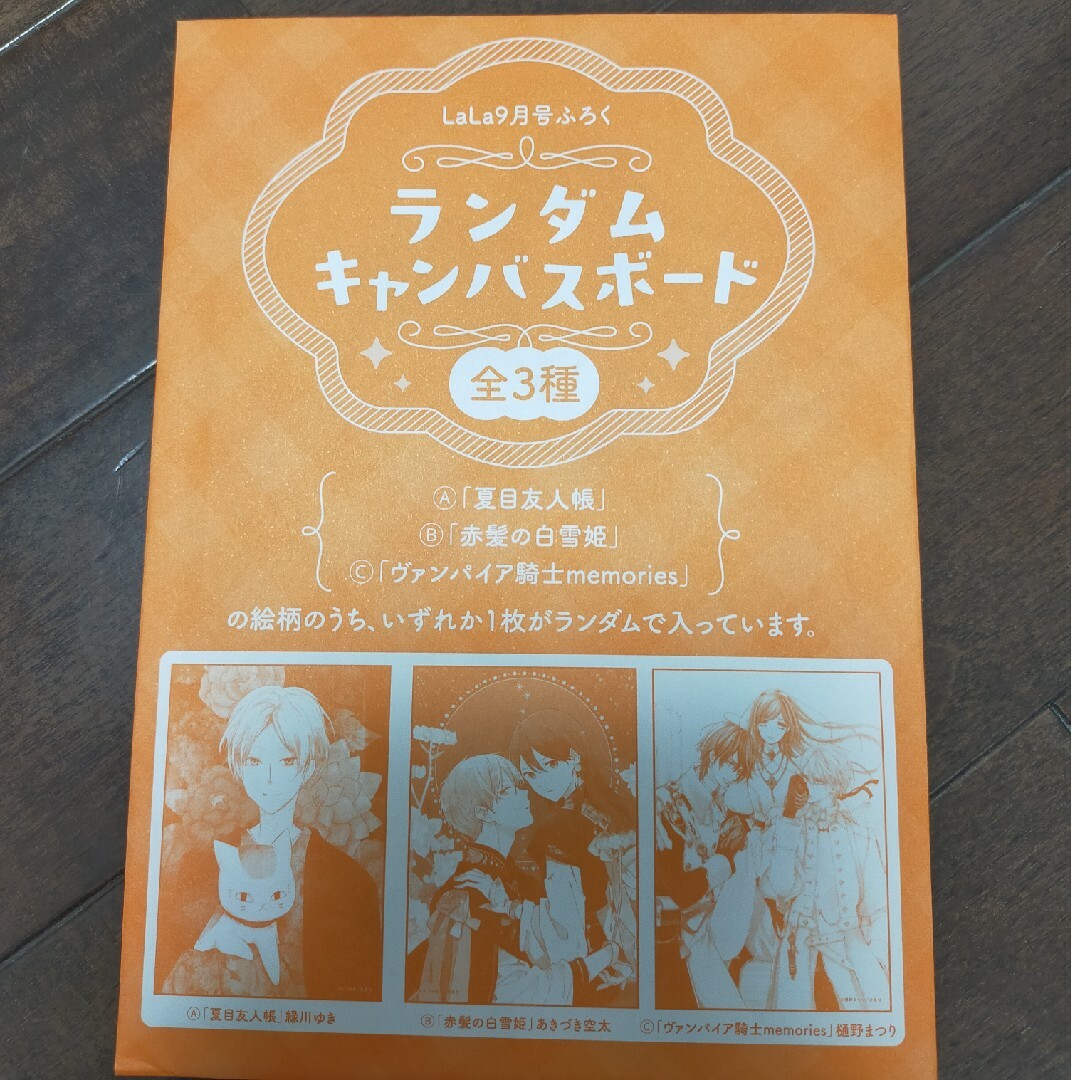 LaLa9月号ふろく
ランダム
キャンバスボード
全3種
Ⓐ「夏目友人帳」
Ⓑ「赤髪の白雪姫」
Ⓒ「ヴァンパイア騎士memories」
の絵柄のうち、いずれか1枚がランダムで入っています。
Ⓐ「夏目友人帳」緑川ゆき
Ⓑ「赤髪の白雪姫」あきづき空太
Ⓒ「ヴァンパイア騎士memories」樋野まつり